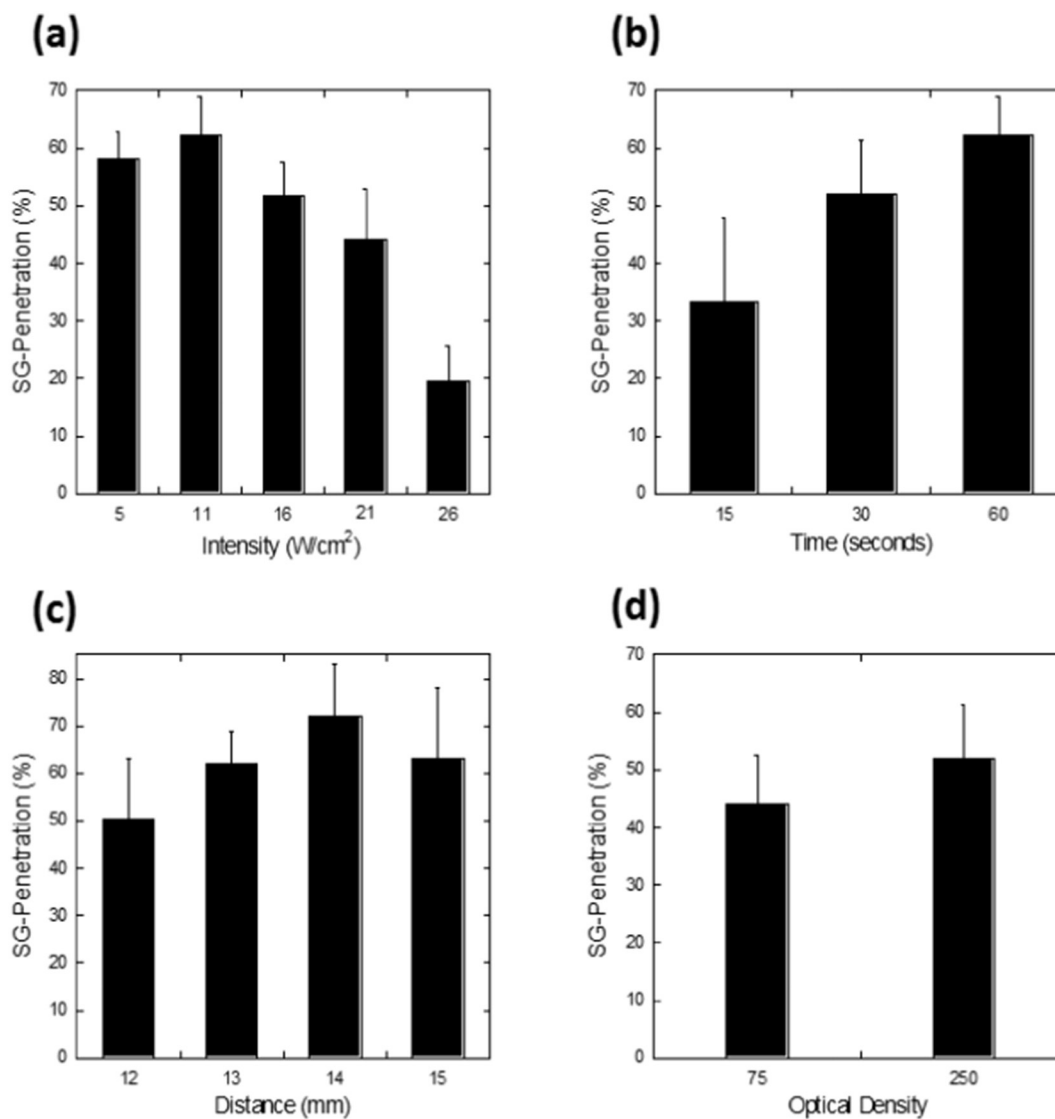 (a)
70
60
50
40
30
20
10
0
SG-Penetration (%)
5 11 16 21 26
Intensity (W/cm²)
(b)
70
60
50
40
30
20
10
0
SG-Penetration (%)
15 30 60
Time (seconds)
(c)
80
70
60
50
40
30
20
10
0
SG-Penetration (%)
12 13 14 15
Distance (mm)
(d)
70
60
50
40
30
20
10
0
SG-Penetration (%)
75 250
Optical Density